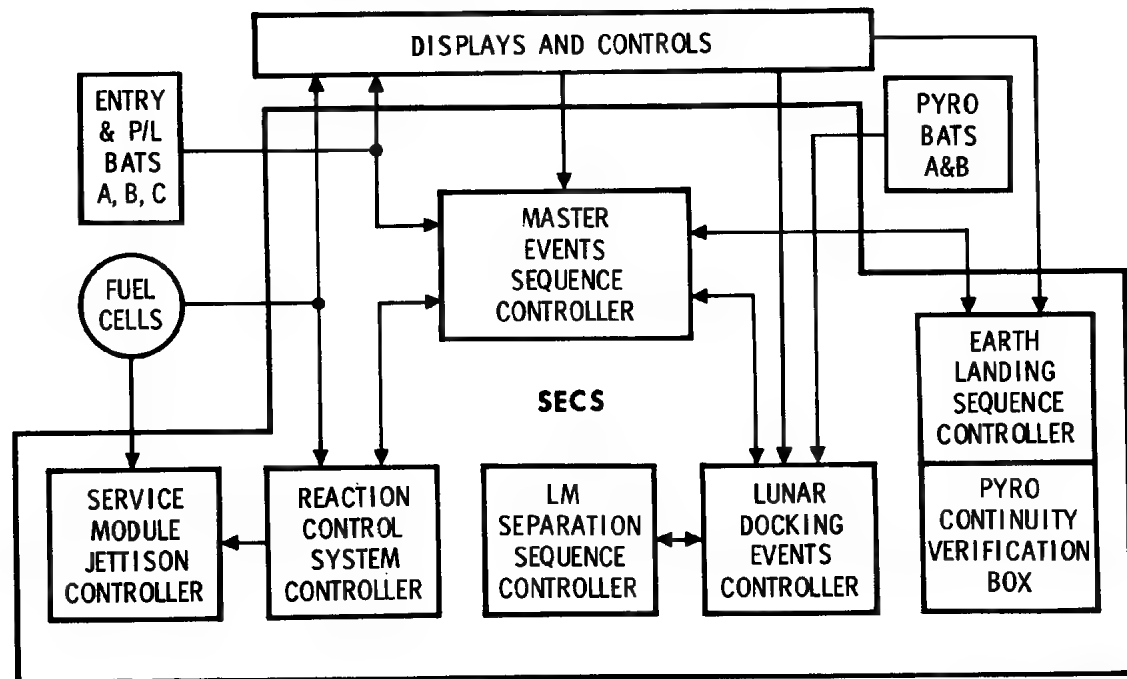 DISPLAYS AND CONTROLS
ENTRY
& P/L
BATS
A, B, C
PYRO
BATS
A&B
MASTER
EVENTS
SEQUENCE
CONTROLLER
FUEL
CELLS
EARTH
LANDING
SEQUENCE
CONTROLLER
SECS
SERVICE
MODULE
JETTISON
CONTROLLER
REACTION
CONTROL
SYSTEM
CONTROLLER
LM
SEPARATION
SEQUENCE
CONTROLLER
LUNAR
DOCKING
EVENTS
CONTROLLER
PYRO
CONTINUITY
VERIFICATION
BOX